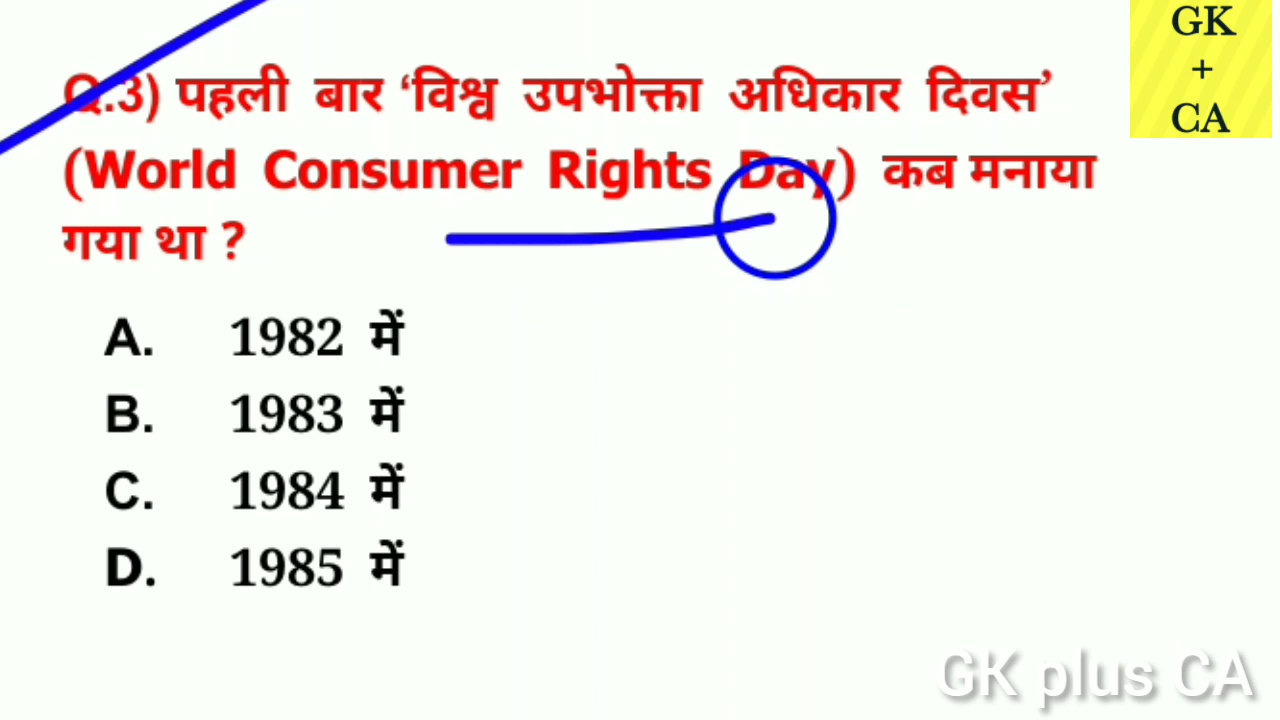 GK
+
CA
Q.3) पहली बार ‘विश्व उपभोक्ता अधिकार दिवस’
(World Consumer Rights Day) कब मनाया
गया था ?
A. 1982 में
B. 1983 में
C. 1984 में
D. 1985 में
GK plus CA